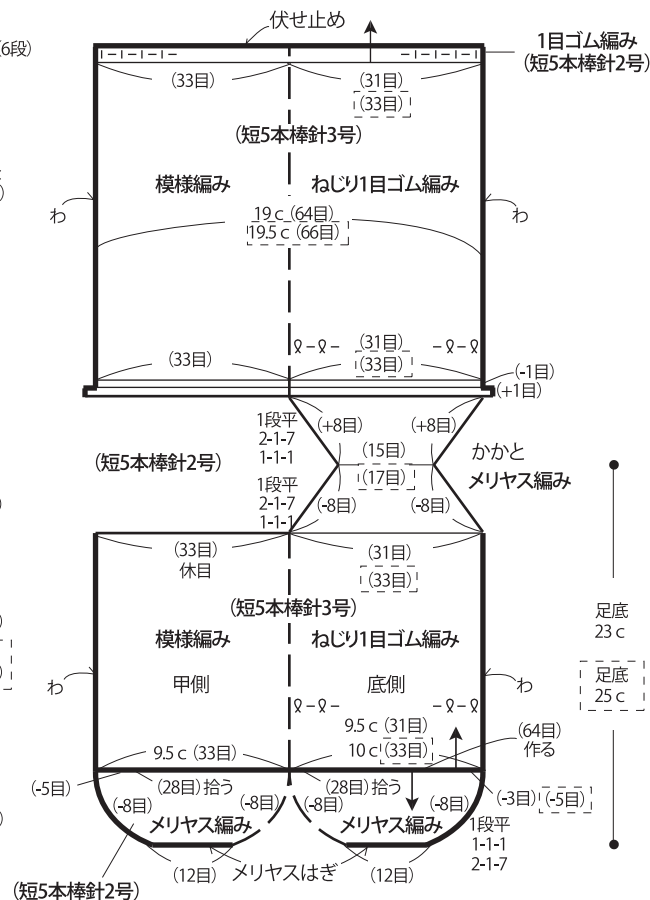 伏せ止め
6段)
1目ゴム編み
(短5本棒針2号)
(33目)
(31目)
(33目)
(短5本棒針3号)
模様編み
ねじり1目ゴム編み
わ
わ
19c (64目)
19.5c (66目)
(33目)
(31目)
(33目)
(-1目)
(+1目)
1段平
2-1-7
1-1-1
(+8目)
(+8目)
(短5本棒針2号)
(15目)
(17目)
かかと
メリヤス編み
1段平
2-1-7
1-1-1
(-8目)
(-8目)
(33目)
休目
(31目)
(33目)
(短5本棒針3号)
模様編み
ねじり1目ゴム編み
足底
23c
足底
25c
わ
甲側
底側
わ
9.5c (33目)
9.5c (31目)
10c (33目)
(64目)
作る
(-5目)
(28目)拾う
(28目)拾う
(-3目)
(-5目)
(-8目)
(-8目)
(-8目)
(-8目)
メリヤス編み
メリヤス編み
1段平
1-1-1
2-1-7
(12目)
メリヤスはぎ
(12目)
(短5本棒針2号)